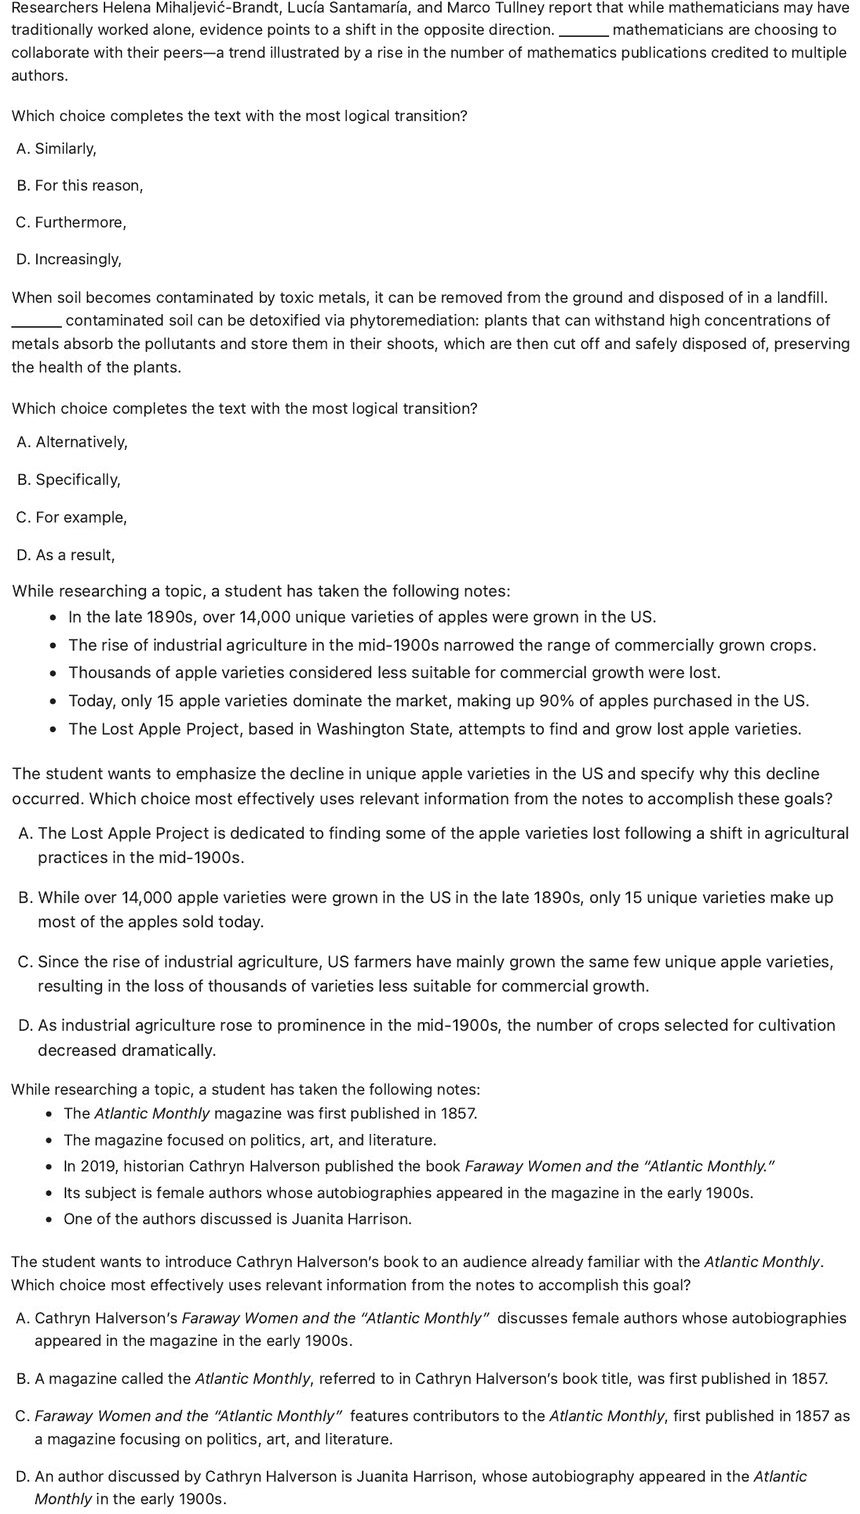 Researchers Helena Mihaljević-Brandt, Lucía Santamaría, and Marco Tullney report that while mathematicians may have
traditionally worked alone, evidence points to a shift in the opposite direction. ______ mathematicians are choosing to
collaborate with their peers—a trend illustrated by a rise in the number of mathematics publications credited to multiple
authors.
Which choice completes the text with the most logical transition?
A. Similarly,
B. For this reason,
C. Furthermore,
D. Increasingly,
When soil becomes contaminated by toxic metals, it can be removed from the ground and disposed of in a landfill.
______ contaminated soil can be detoxified via phytoremediation: plants that can withstand high concentrations of
metals absorb the pollutants and store them in their shoots, which are then cut off and safely disposed of, preserving
the health of the plants.
Which choice completes the text with the most logical transition?
A. Alternatively,
B. Specifically,
C. For example,
D. As a result,
While researching a topic, a student has taken the following notes:
• In the late 1890s, over 14,000 unique varieties of apples were grown in the US.
• The rise of industrial agriculture in the mid-1900s narrowed the range of commercially grown crops.
• Thousands of apple varieties considered less suitable for commercial growth were lost.
• Today, only 15 apple varieties dominate the market, making up 90% of apples purchased in the US.
• The Lost Apple Project, based in Washington State, attempts to find and grow lost apple varieties.
The student wants to emphasize the decline in unique apple varieties in the US and specify why this decline
occurred. Which choice most effectively uses relevant information from the notes to accomplish these goals?
A. The Lost Apple Project is dedicated to finding some of the apple varieties lost following a shift in agricultural
practices in the mid-1900s.
B. While over 14,000 apple varieties were grown in the US in the late 1890s, only 15 unique varieties make up
most of the apples sold today.
C. Since the rise of industrial agriculture, US farmers have mainly grown the same few unique apple varieties,
resulting in the loss of thousands of varieties less suitable for commercial growth.
D. As industrial agriculture rose to prominence in the mid-1900s, the number of crops selected for cultivation
decreased dramatically.
While researching a topic, a student has taken the following notes:
• The Atlantic Monthly magazine was first published in 1857.
• The magazine focused on politics, art, and literature.
• In 2019, historian Cathryn Halverson published the book Faraway Women and the “Atlantic Monthly.”
• Its subject is female authors whose autobiographies appeared in the magazine in the early 1900s.
• One of the authors discussed is Juanita Harrison.
The student wants to introduce Cathryn Halverson’s book to an audience already familiar with the Atlantic Monthly.
Which choice most effectively uses relevant information from the notes to accomplish this goal?
A. Cathryn Halverson’s Faraway Women and the “Atlantic Monthly” discusses female authors whose autobiographies
appeared in the magazine in the early 1900s.
B. A magazine called the Atlantic Monthly, referred to in Cathryn Halverson’s book title, was first published in 1857.
C. Faraway Women and the “Atlantic Monthly” features contributors to the Atlantic Monthly, first published in 1857 as
a magazine focusing on politics, art, and literature.
D. An author discussed by Cathryn Halverson is Juanita Harrison, whose autobiography appeared in the Atlantic
Monthly in the early 1900s.